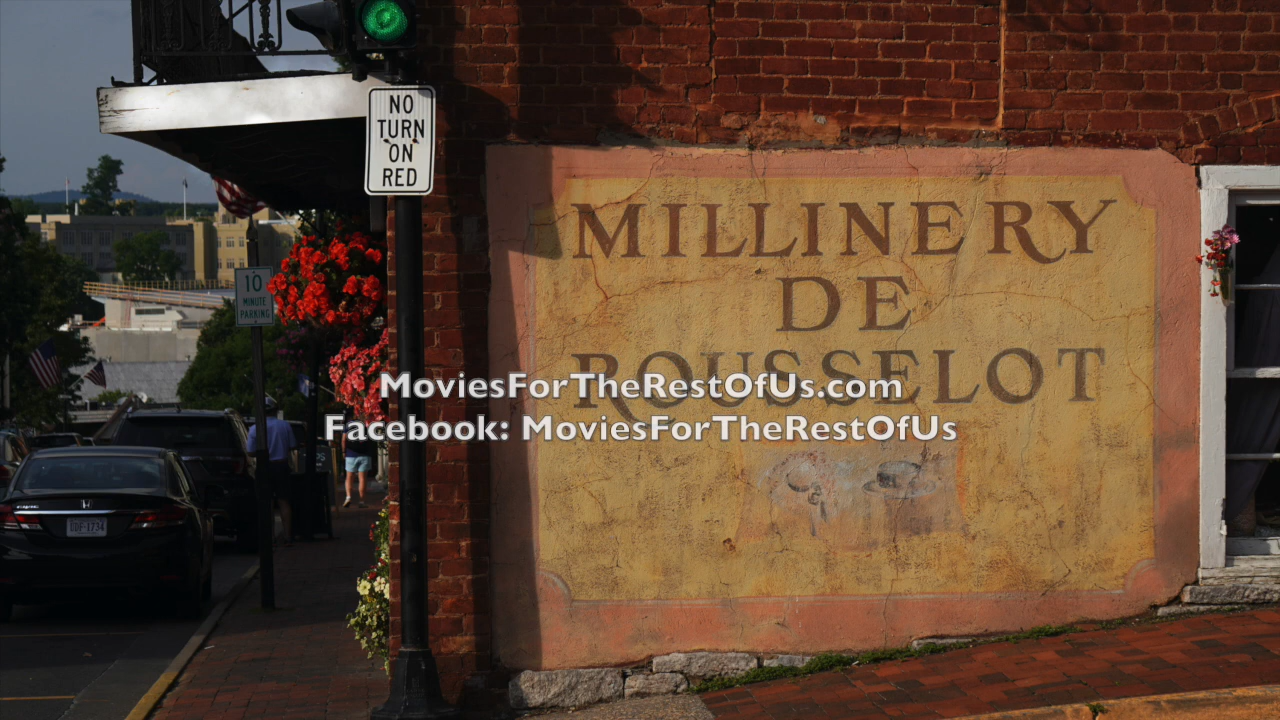 NO
TURN
ON
RED
10
MINUTE
PARKING
MILLINERY
DE
ROUSSELOT
MoviesForTheRestOfUs.com
Facebook: MoviesForTheRestOfUs